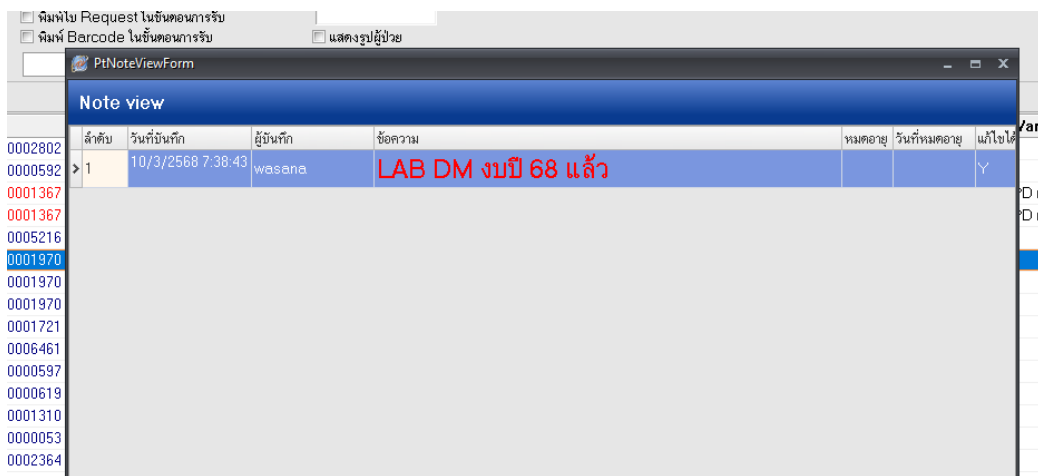 พิมพ์ใบ Request ในขั้นตอนการรับ
พิมพ์ Barcode ในขั้นตอนการรับ แสดงรูปผู้ป่วย
PtNoteViewForm
Note view
ลำดับ วันที่บันทึก ผู้บันทึก ข้อความ หมดอายุ วันที่หมดอายุ แก้ไขได้
1 10/3/2568 7:38:43 wasana LAB DM งบปี 68 แล้ว Y
0002802
0000592
0001367
0001367
0005216
0001970
0001970
0001970
0001721
0006461
0000597
0000619
0001310
0000053
0002364